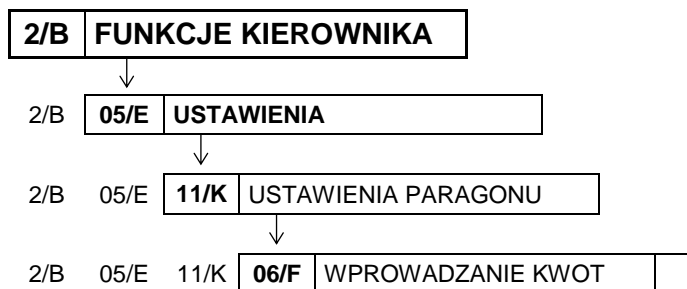 2/B FUNKCJE KIEROWNIKA
2/B 05/E USTAWIENIA
2/B 05/E 11/K USTAWIENIA PARAGONU
2/B 05/E 11/K 06/F WPROWADZANIE KWOT